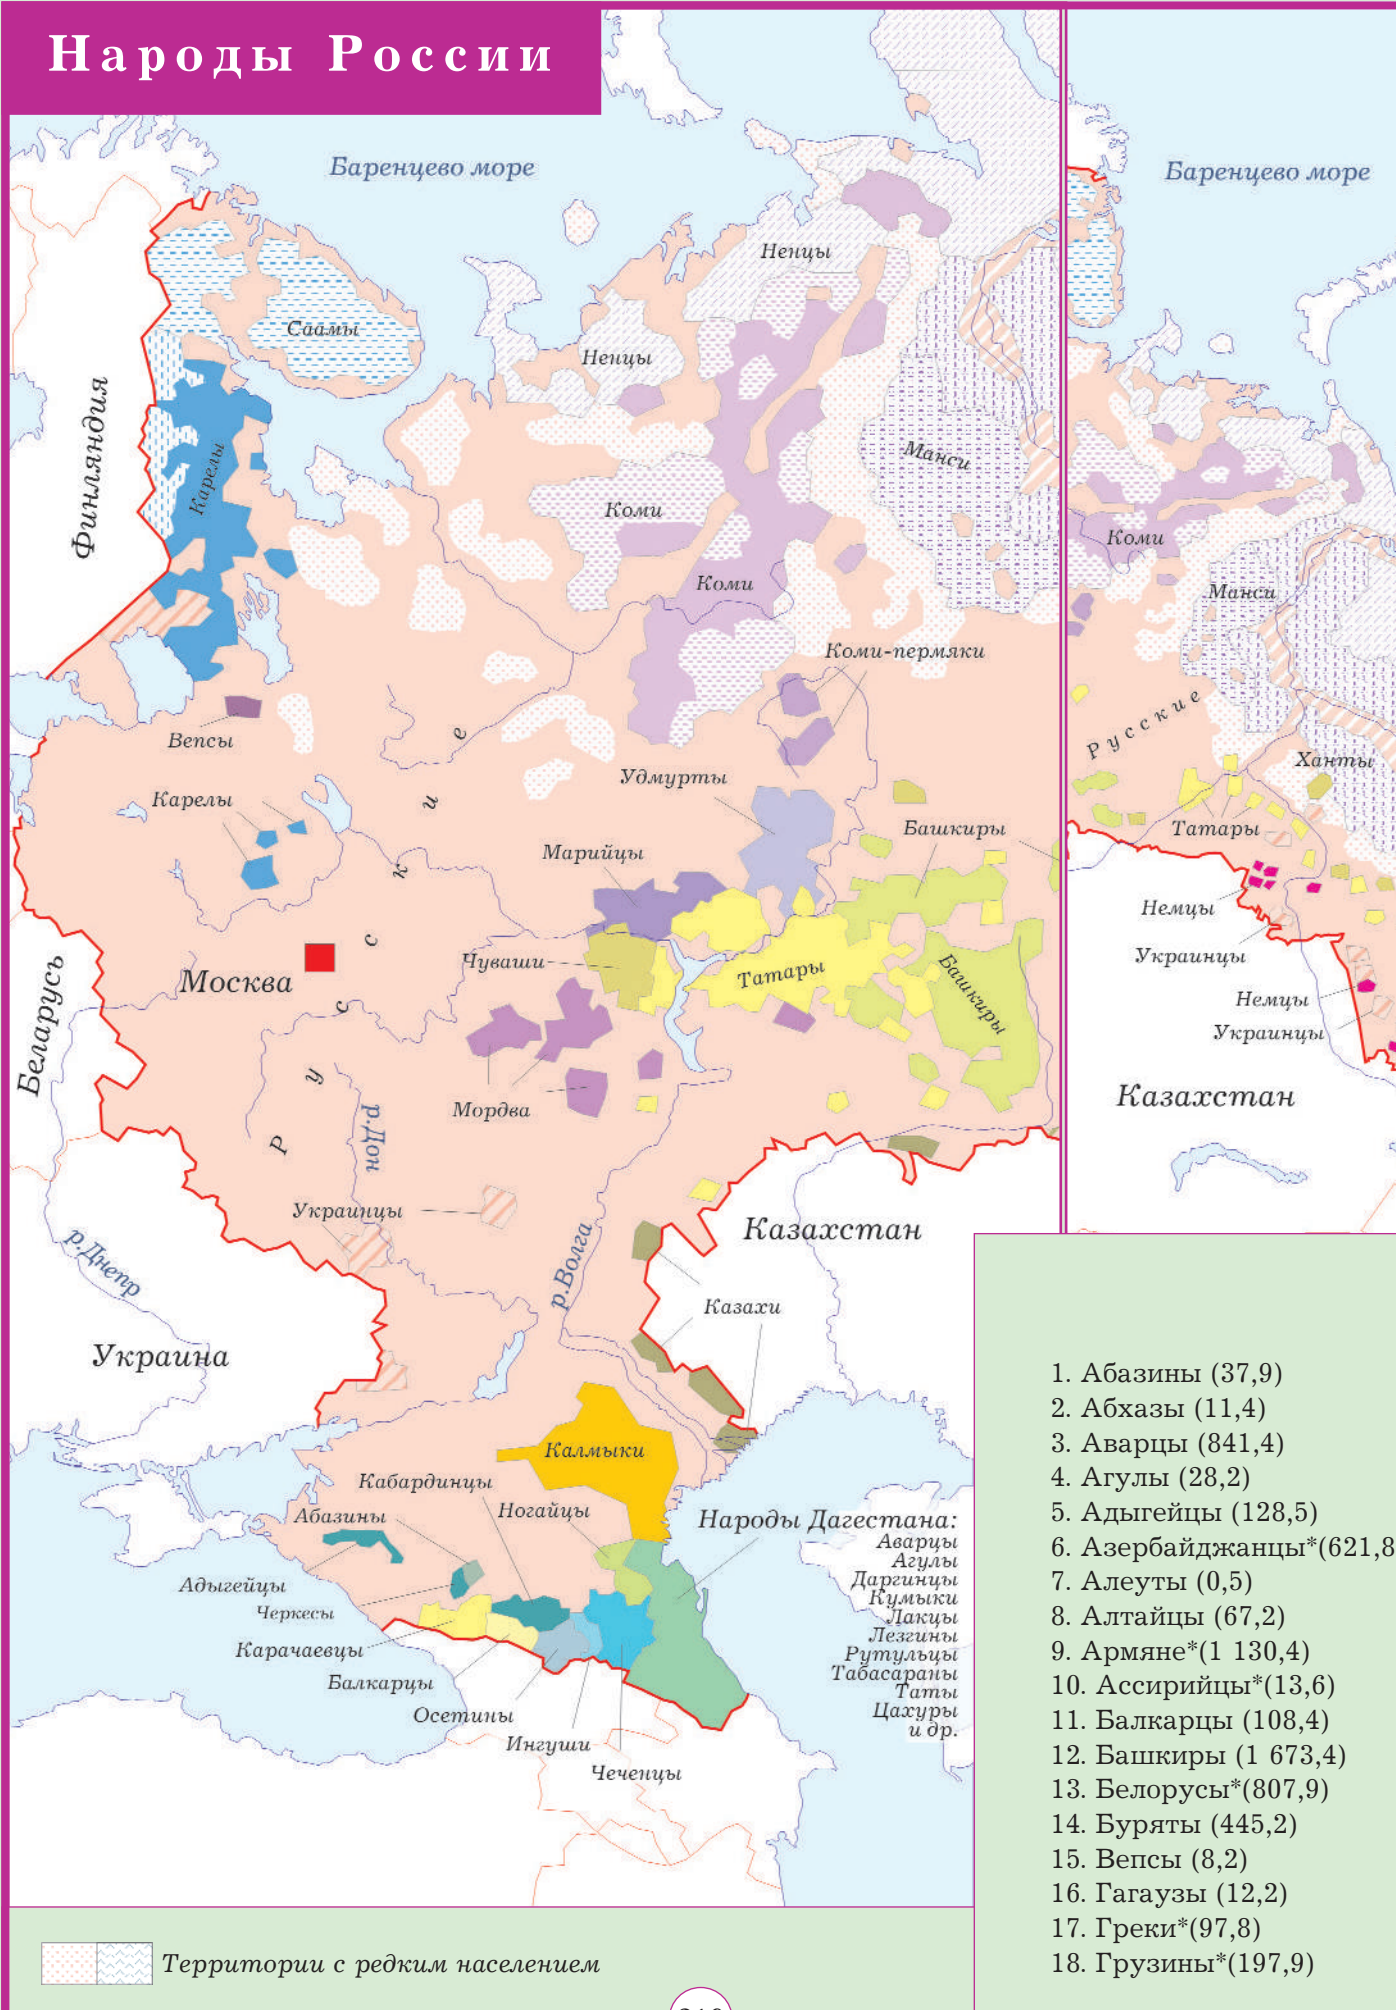 Народы России
Баренцево море
Ненцы
Саамы
Ненцы
Финляндия
Карелы
Манси
Коми
Коми
Коми-пермяки
Вепсы
Удмурты
Карелы
Башкиры
Марийцы
Русские
Чуваши
Татары
Башкиры
Москва
Беларусь
Мордва
р.Дон
Украинцы
р.Волга
Казахстан
р.Днепр
Казахи
Украина
Калмыки
Кабардинцы
Ногайцы
Абазины
Адыгейцы
Черкесы
Карачаевцы
Балкарцы
Осетины
Ингуши
Чеченцы
Народы Дагестана:
Аварцы
Агулы
Даргинцы
Кумыки
Лакцы
Лезгины
Рутульцы
Табасараны
Таты
Цахуры
и др.
Баренцево море
Коми
Манси
Русские
Ханты
Татары
Немцы
Украинцы
Немцы
Украинцы
Казахстан
1. Абазины (37,9)
2. Абхазы (11,4)
3. Аварцы (841,4)
4. Агулы (28,2)
5. Адыгейцы (128,5)
6. Азербайджанцы*(621,8
7. Алеуты (0,5)
8. Алтайцы (67,2)
9. Армяне*(1 130,4)
10. Ассирийцы*(13,6)
11. Балкарцы (108,4)
12. Башкиры (1 673,4)
13. Белорусы*(807,9)
14. Буряты (445,2)
15. Вепсы (8,2)
16. Гагаузы (12,2)
17. Греки*(97,8)
18. Грузины*(197,9)
Территории с редким населением